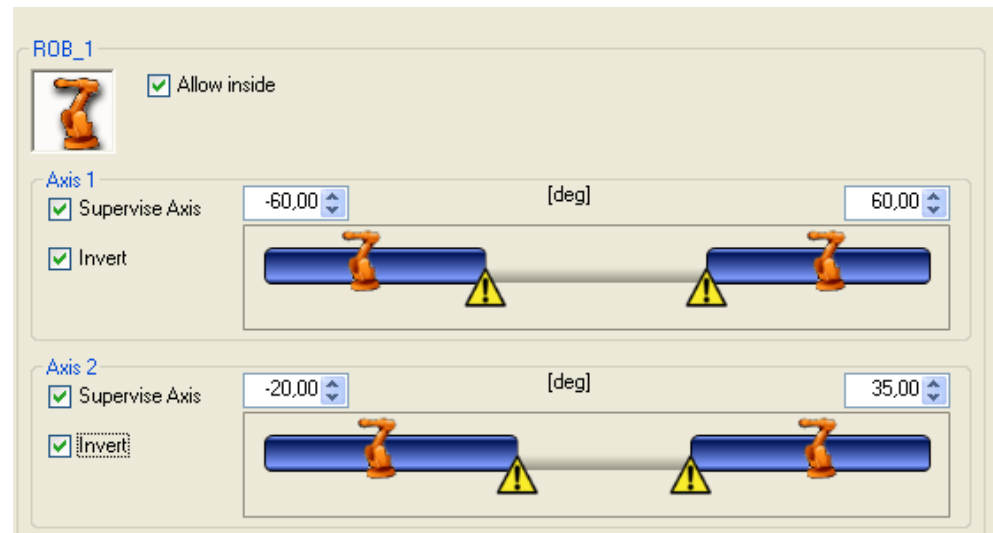 ROB_1
Allow inside
Axis 1
Supervise Axis -60,00 [deg] 60,00
Invert
Axis 2
Supervise Axis -20,00 [deg] 35,00
Invert